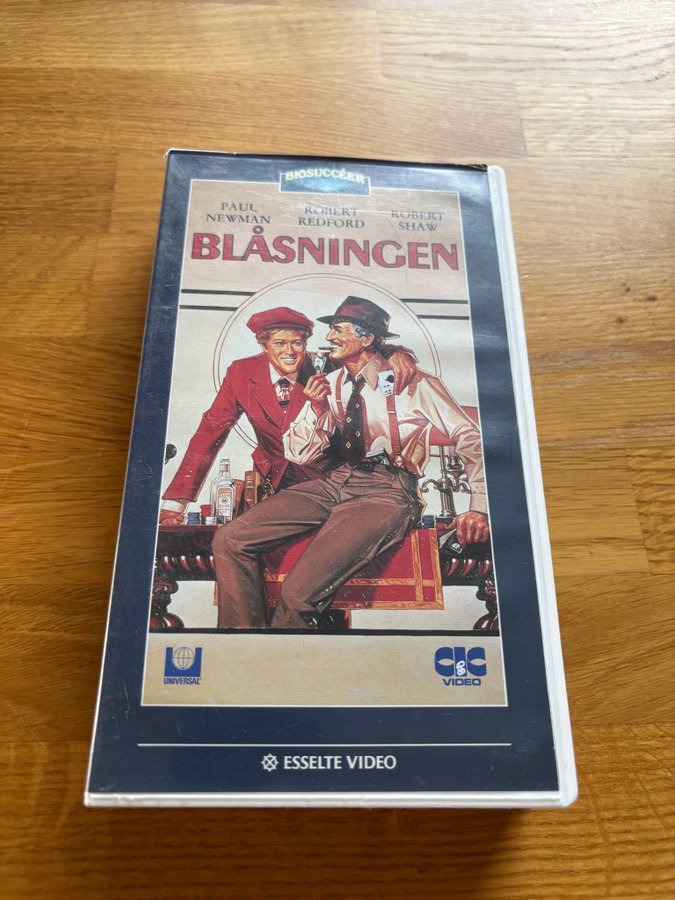 BIOSUCCÉER
PAUL NEWMAN
ROBERT REDFORD
ROBERT SHAW
BLÅSNINGEN
UNIVERSAL
CIC
VIDEO
ESSELTE VIDEO